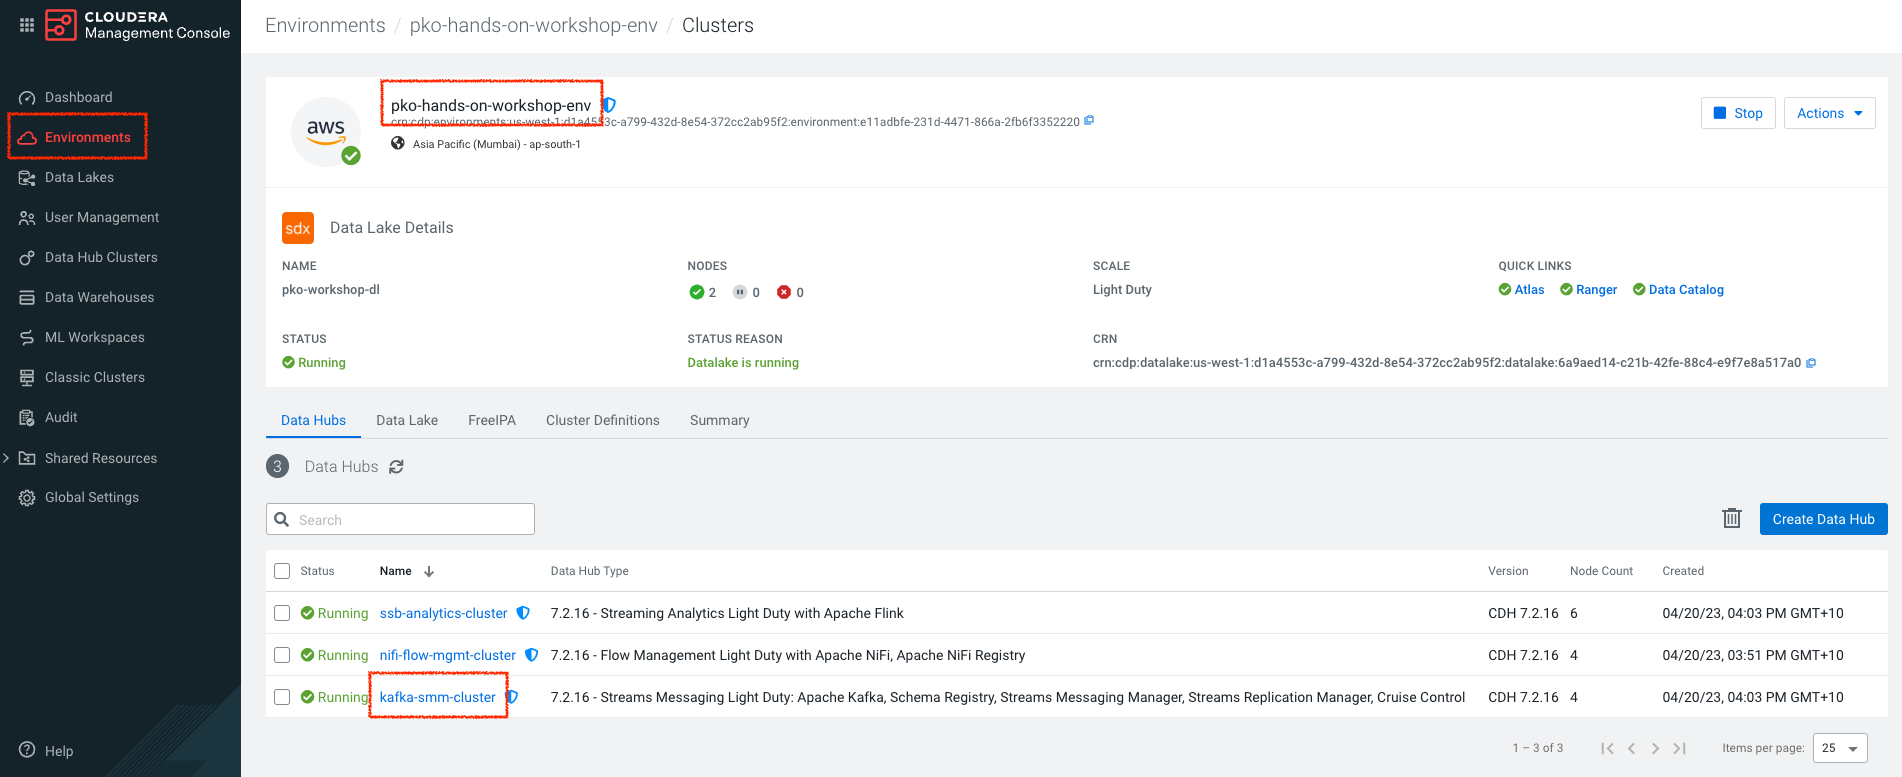 CLOUDERA
Management Console
Environments / pko-hands-on-workshop-env / Clusters
Dashboard
Environments
Data Lakes
User Management
Data Hub Clusters
Data Warehouses
ML Workspaces
Classic Clusters
Audit
Shared Resources
Global Settings
Help
aws
pko-hands-on-workshop-env
crn:cdp:environments:us-west-1:d1a4553c-a799-432d-8e54-372cc2ab95f2:environment:e11adbfe-231d-4471-866a-2fb6f3352220
Asia Pacific (Mumbai) - ap-south-1
Stop
Actions
sdx Data Lake Details
NAME NODES SCALE QUICK LINKS
pko-workshop-dl 2 0 0 Light Duty Atlas Ranger Data Catalog
STATUS STATUS REASON CRN
Running Datalake is running crn:cdp:datalake:us-west-1:d1a4553c-a799-432d-8e54-372cc2ab95f2:datalake:6a9aed14-c21b-42fe-88c4-e9f7e8a517a0
Data Hubs Data Lake FreeIPA Cluster Definitions Summary
3 Data Hubs
Search
Create Data Hub
Status Name Data Hub Type Version Node Count Created
Running ssb-analytics-cluster 7.2.16 - Streaming Analytics Light Duty with Apache Flink CDH 7.2.16 6 04/20/23, 04:03 PM GMT+10
Running nifi-flow-mgmt-cluster 7.2.16 - Flow Management Light Duty with Apache NiFi, Apache NiFi Registry CDH 7.2.16 4 04/20/23, 03:51 PM GMT+10
Running kafka-smm-cluster 7.2.16 - Streams Messaging Light Duty: Apache Kafka, Schema Registry, Streams Messaging Manager, Streams Replication Manager, Cruise Control CDH 7.2.16 4 04/20/23, 04:03 PM GMT+10
1 – 3 of 3 Items per page: 25